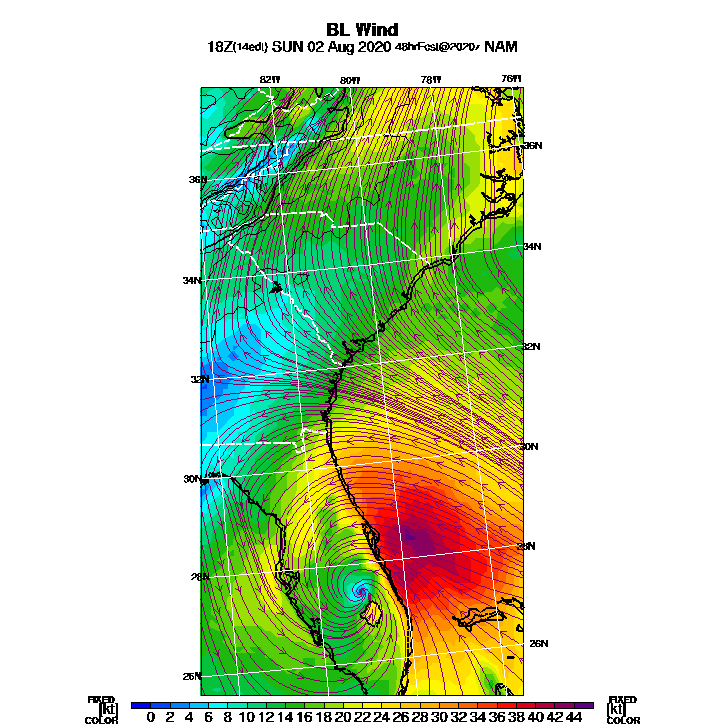 BL Wind
18Z(14edt) SUN 02 Aug 2020 48hrFcst@2020z NAM
82W 80W 78W 76W
36N
36N
34N
34N
32N
32N
30N
30N
28N
28N
26N
26N
FIXED FIXED
[kt] 0 2 4 6 8 10 12 14 16 18 20 22 24 26 28 30 32 34 36 38 40 42 44 [kt]
COLOR COLOR